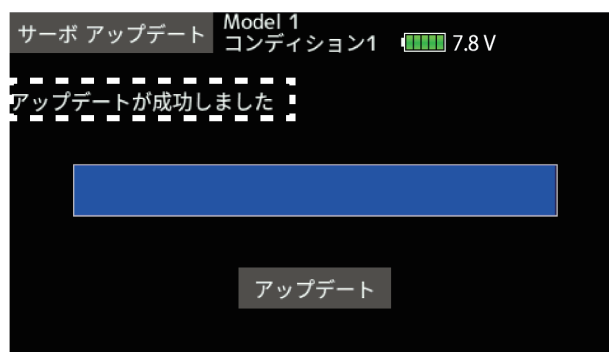 サーボ アップデート
Model 1
コンディション1 7.8 V
アップデートが成功しました
アップデート